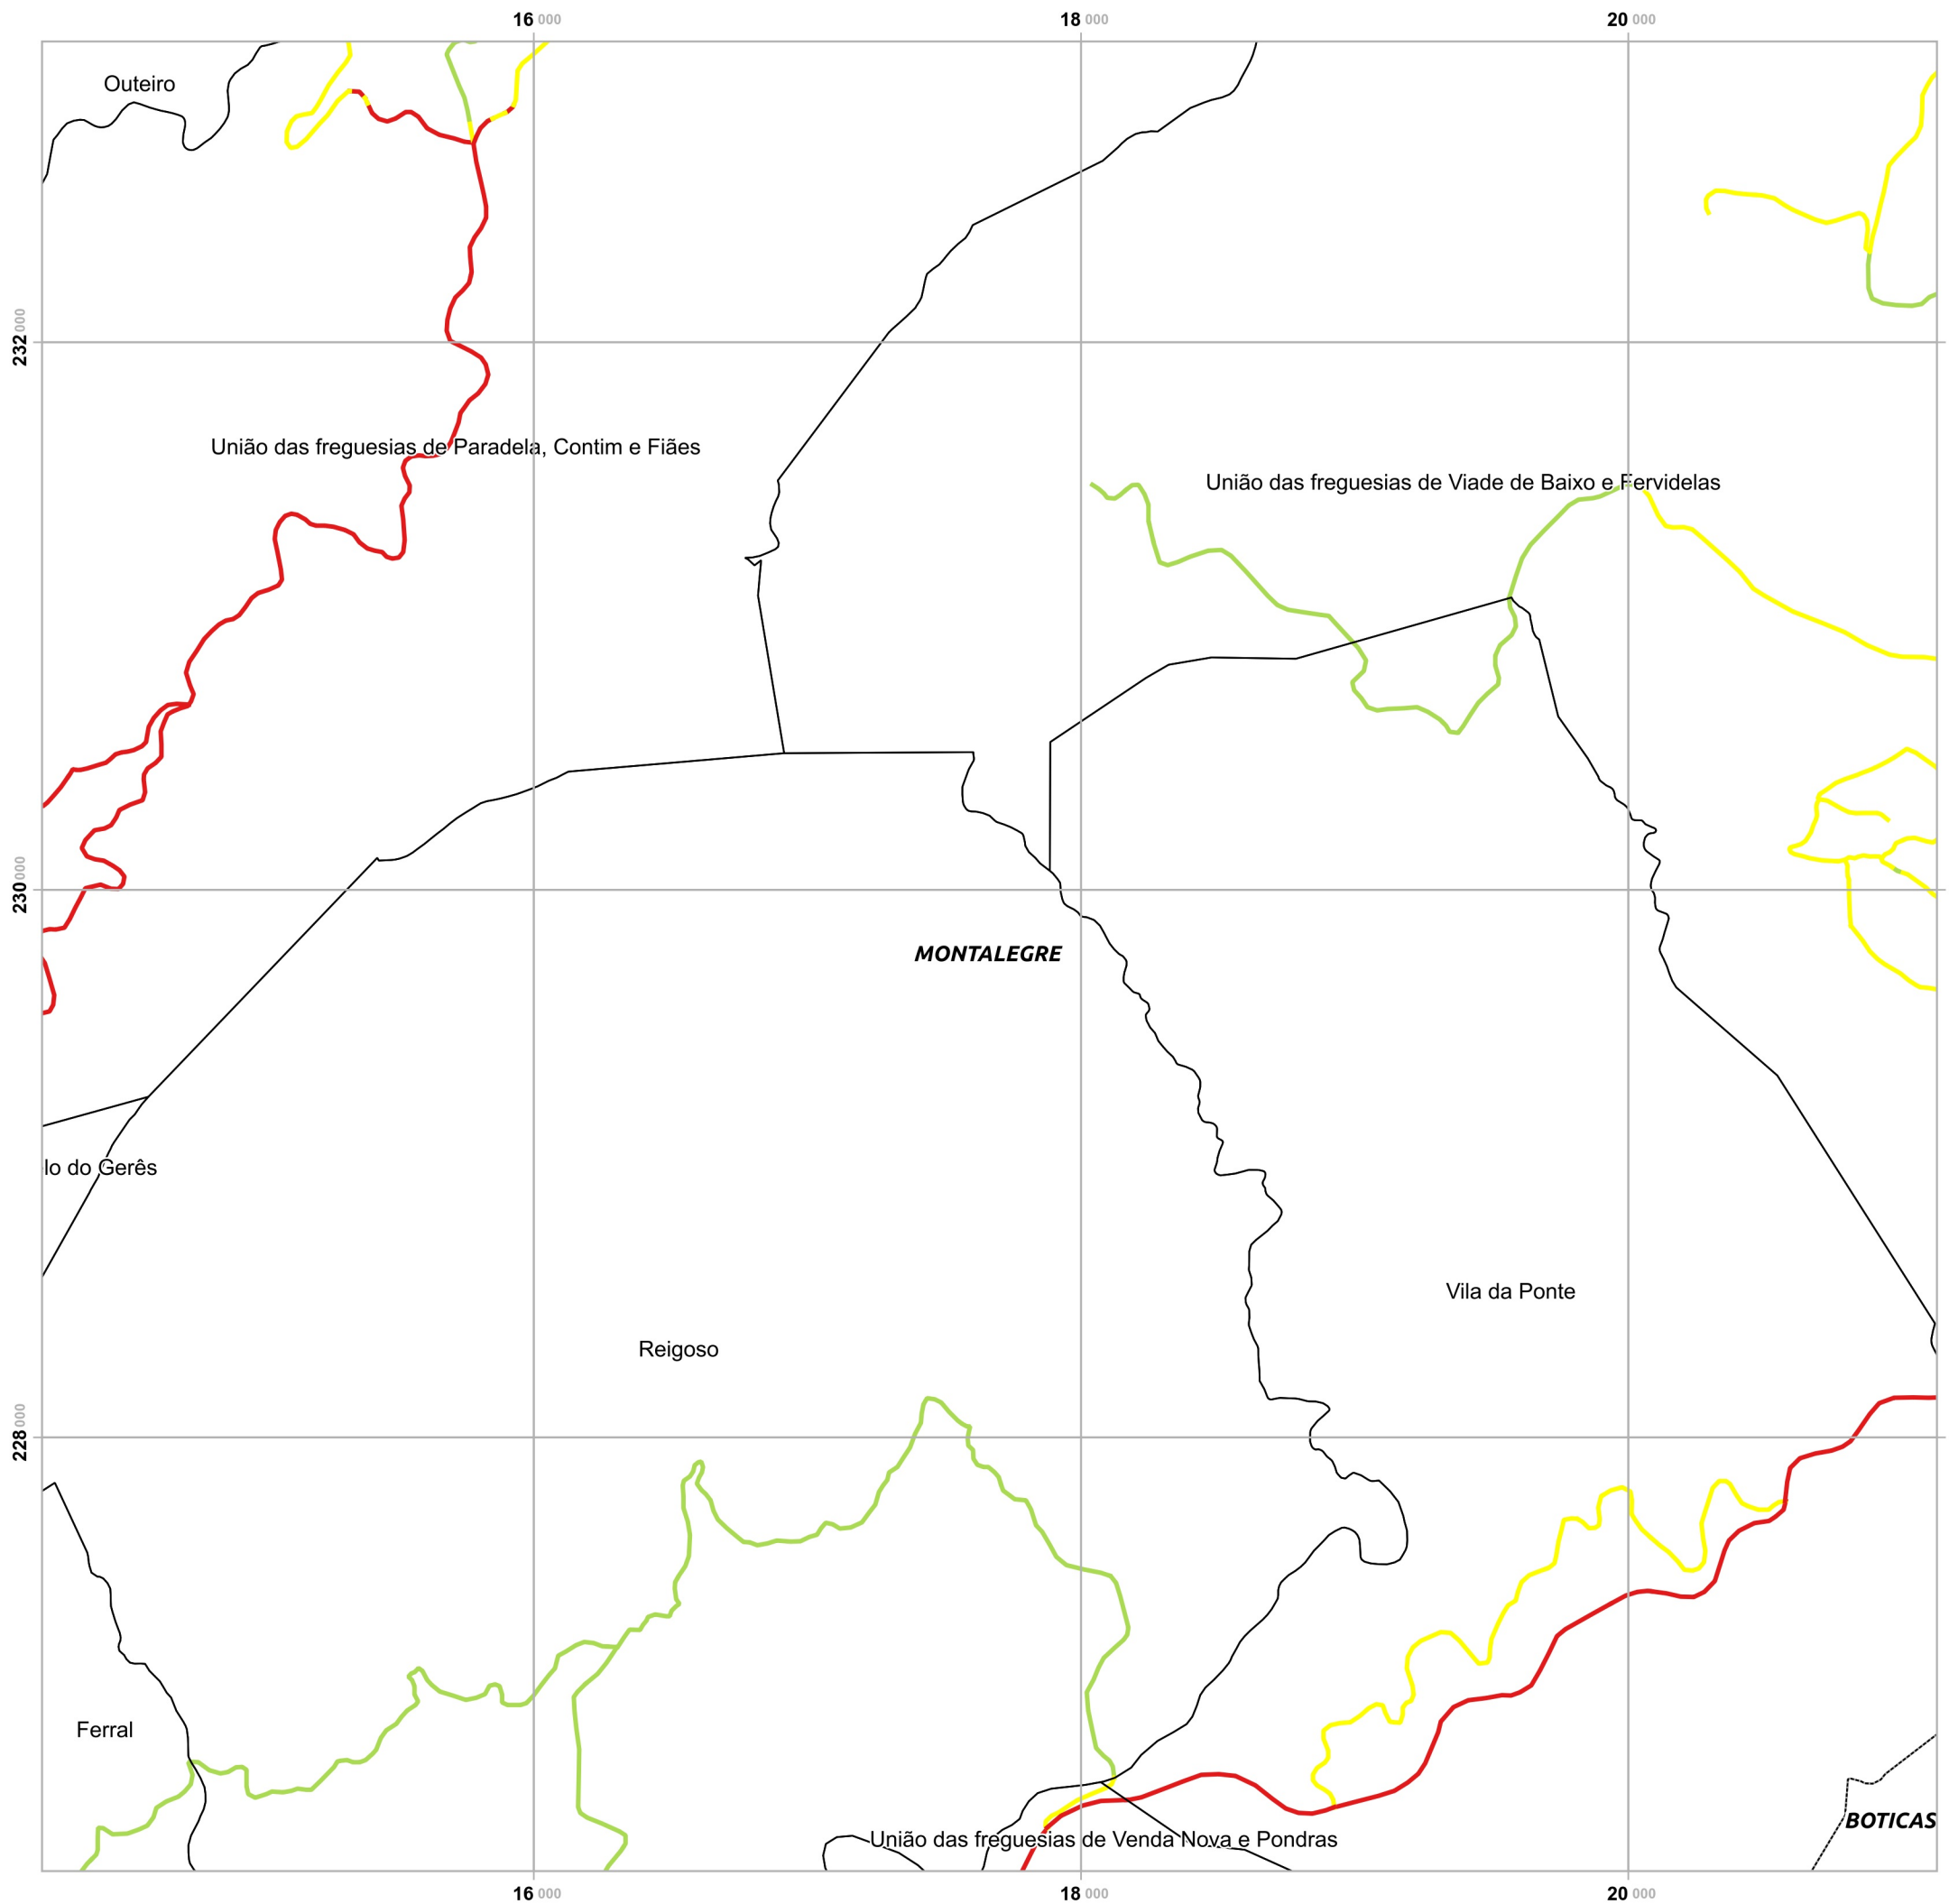 16 000
18 000
20 000
Outeiro
232 000
União das freguesias de Paradela, Contim e Fiães
União das freguesias de Viade de Baixo e Fervidelas
230 000
MONTALEGRE
lo do Gerês
Vila da Ponte
Reigoso
228 000
Ferral
BOTICAS
União das freguesias de Venda Nova e Pondras
16 000
18 000
20 000